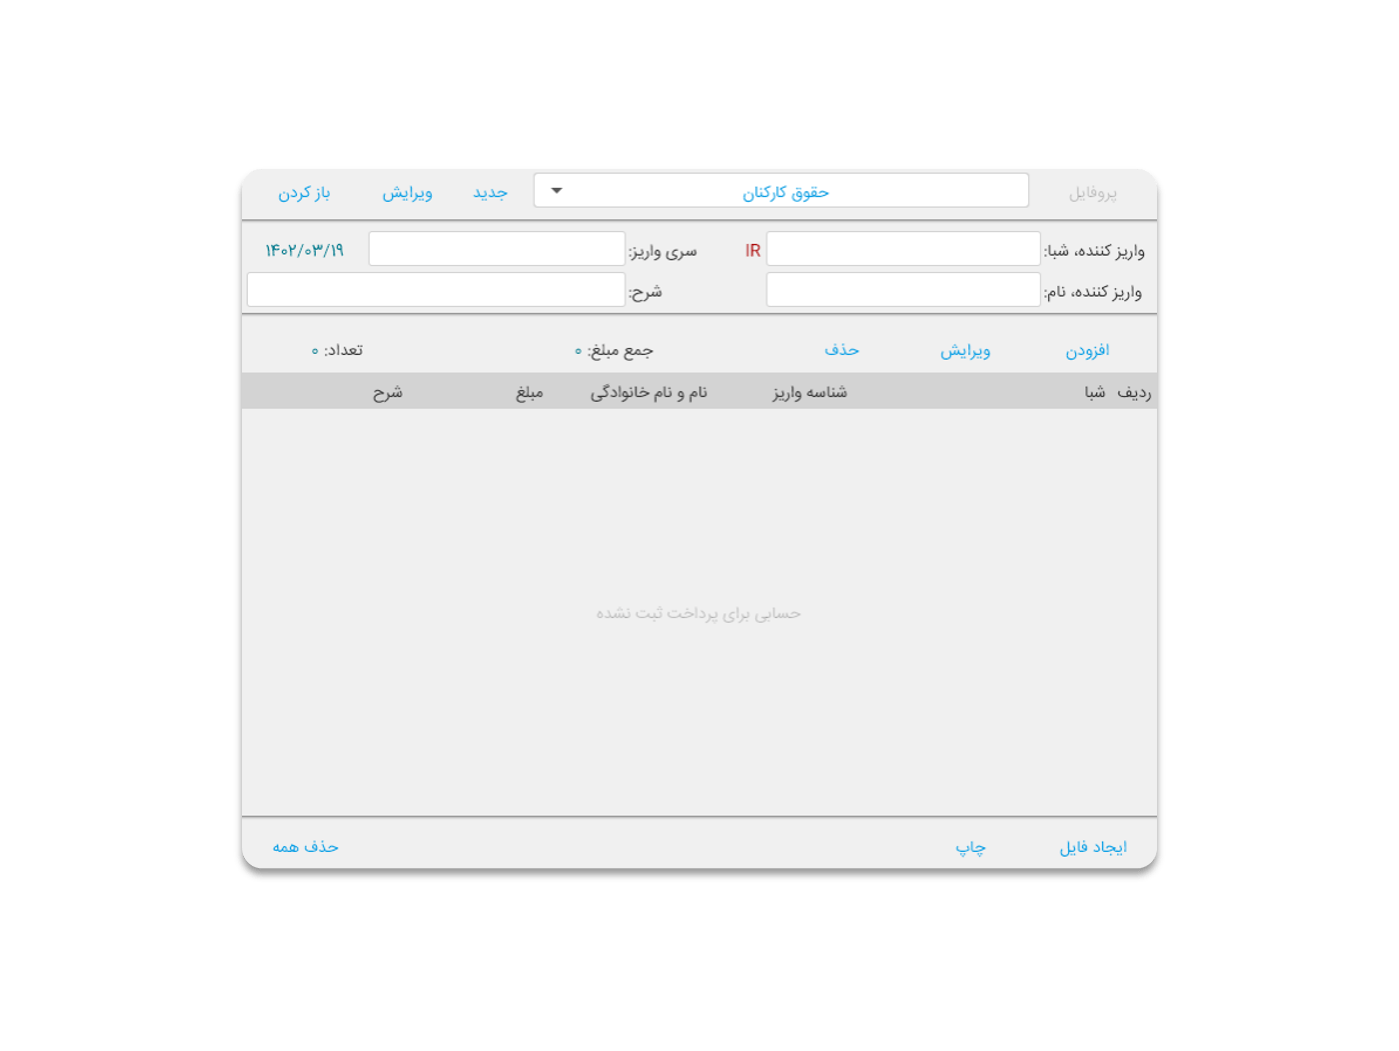 پروفایل حقوق کارکنان جدید ویرایش باز کردن
واریز کننده، شبا: IR سری واریز: ۱۴۰۲/۰۳/۱۹
واریز کننده، نام: شرح:
افزودن ویرایش حذف جمع مبلغ: ۰ تعداد: ۰
ردیف شبا شناسه واریز نام و نام خانوادگی مبلغ شرح
حسابی برای پرداخت ثبت نشده
ایجاد فایل چاپ حذف همه